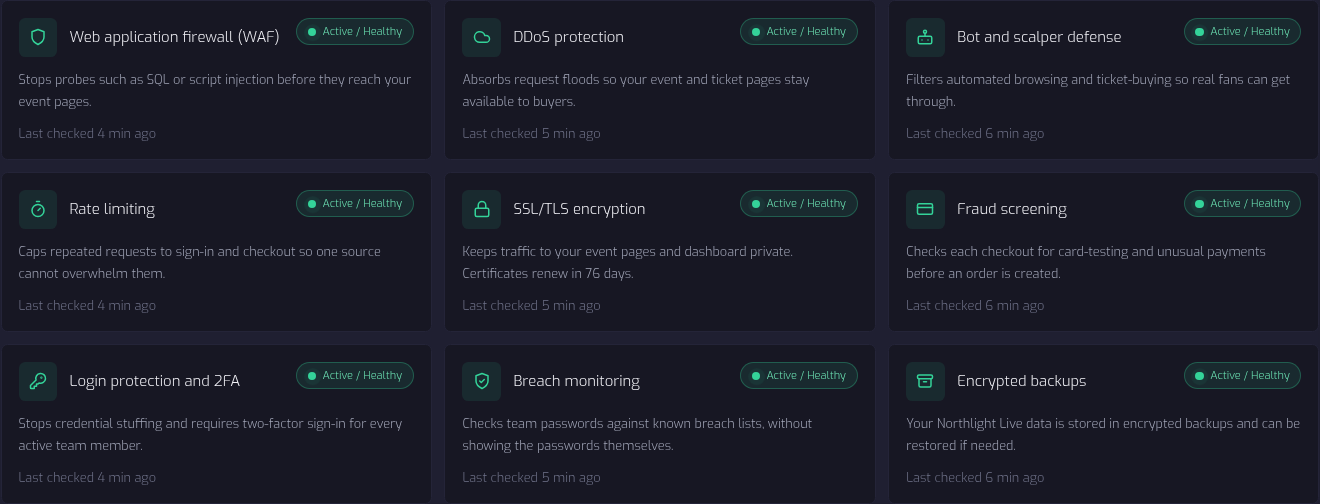 Web application firewall (WAF)
Active / Healthy
Stops probes such as SQL or script injection before they reach your
event pages.
Last checked 4 min ago
DDoS protection
Active / Healthy
Absorbs request floods so your event and ticket pages stay
available to buyers.
Last checked 5 min ago
Bot and scalper defense
Active / Healthy
Filters automated browsing and ticket-buying so real fans can get
through.
Last checked 6 min ago
Rate limiting
Active / Healthy
Caps repeated requests to sign-in and checkout so one source
cannot overwhelm them.
Last checked 4 min ago
SSL/TLS encryption
Active / Healthy
Keeps traffic to your event pages and dashboard private.
Certificates renew in 76 days.
Last checked 5 min ago
Fraud screening
Active / Healthy
Checks each checkout for card-testing and unusual payments
before an order is created.
Last checked 6 min ago
Login protection and 2FA
Active / Healthy
Stops credential stuffing and requires two-factor sign-in for every
active team member.
Last checked 4 min ago
Breach monitoring
Active / Healthy
Checks team passwords against known breach lists, without
showing the passwords themselves.
Last checked 5 min ago
Encrypted backups
Active / Healthy
Your Northlight Live data is stored in encrypted backups and can be
restored if needed.
Last checked 6 min ago